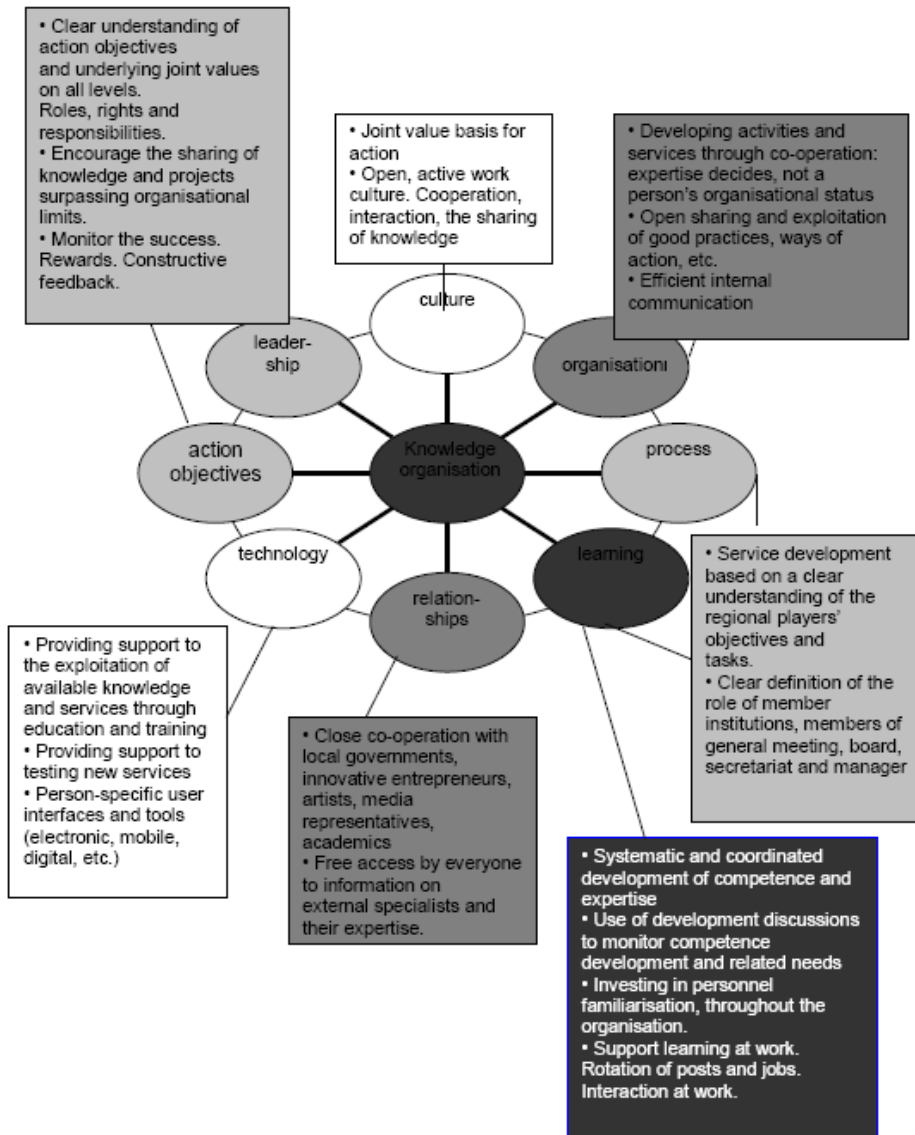 • Clear understanding of
action objectives
and underlying joint values
on all levels.
Roles, rights and
responsibilities.
• Encourage the sharing of
knowledge and projects
surpassing organisational
limits.
• Monitor the success.
Rewards. Constructive
feedback.
• Joint value basis for
action
• Open, active work
culture. Cooperation,
interaction, the sharing
of knowledge
• Developing activities and
services through co-operation:
expertise decides, not a
person's organisational status
• Open sharing and exploitation
of good practices, ways of
action, etc.
• Efficient internal
communication
culture
leader-
ship
organisation
action
objectives
Knowledge
organisation
process
technology
learning
relation-
ships
• Service development
based on a clear
understanding of the
regional players'
objectives and
tasks.
• Clear definition of the
role of member
institutions, members of
general meeting, board,
secretariat and manager
• Providing support to
the exploitation of
available knowledge
and services through
education and training
• Providing support to
testing new services
• Person-specific user
interfaces and tools
(electronic, mobile,
digital, etc.)
• Close co-operation with
local governments,
innovative entrepreneurs,
artists, media
representatives,
academics
• Free access by everyone
to information on
external specialists and
their expertise.
• Systematic and coordinated
development of competence and
expertise
• Use of development discussions
to monitor competence
development and related needs
• Investing in personnel
familiarisation, throughout the
organisation.
• Support learning at work.
Rotation of posts and jobs.
Interaction at work.